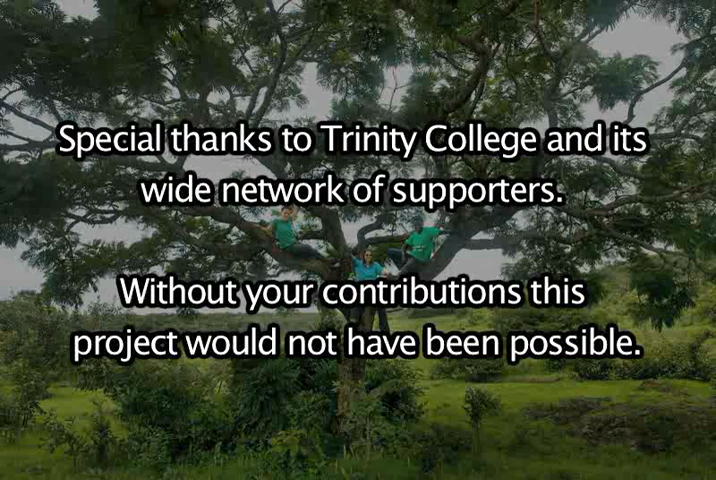 Special thanks to Trinity College and its
wide network of supporters.
Without your contributions this
project would not have been possible.